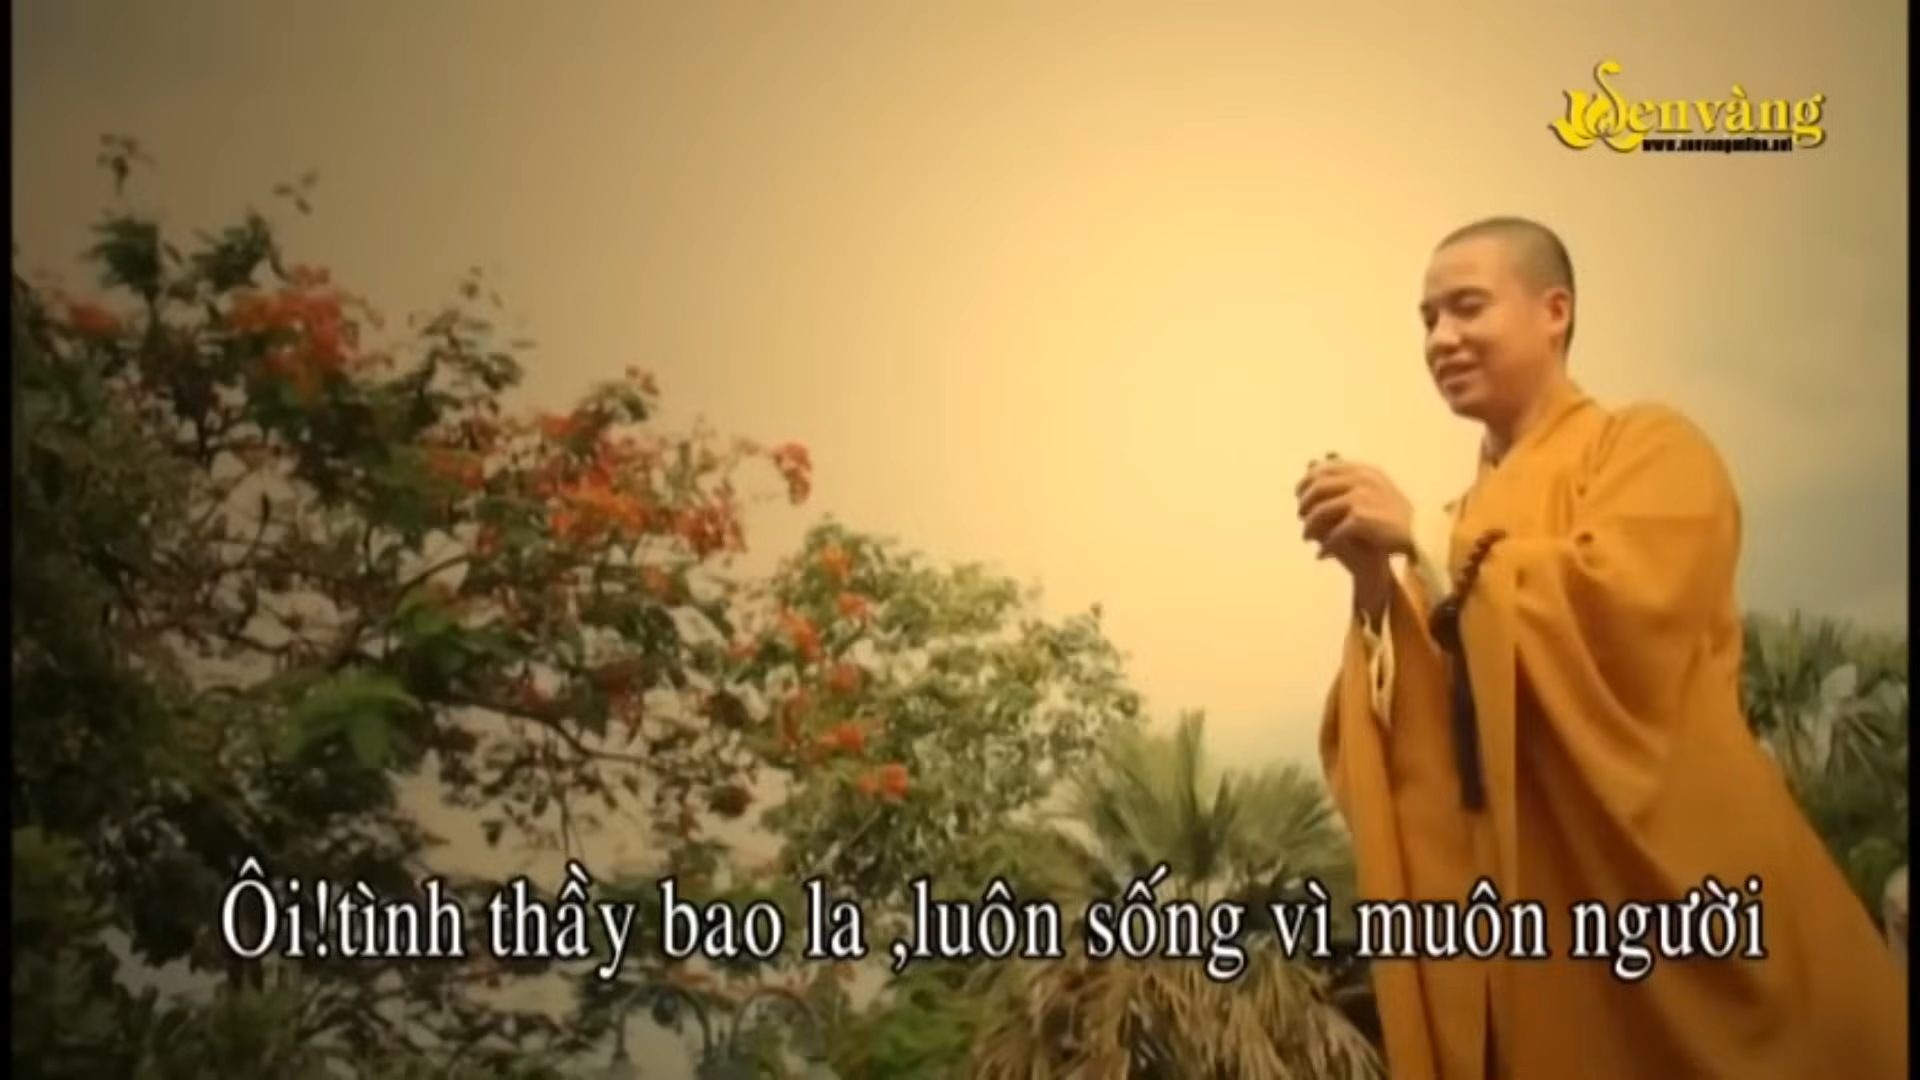 Senvàng
Ôi!tình thầy bao la ,luôn sống vì muôn người